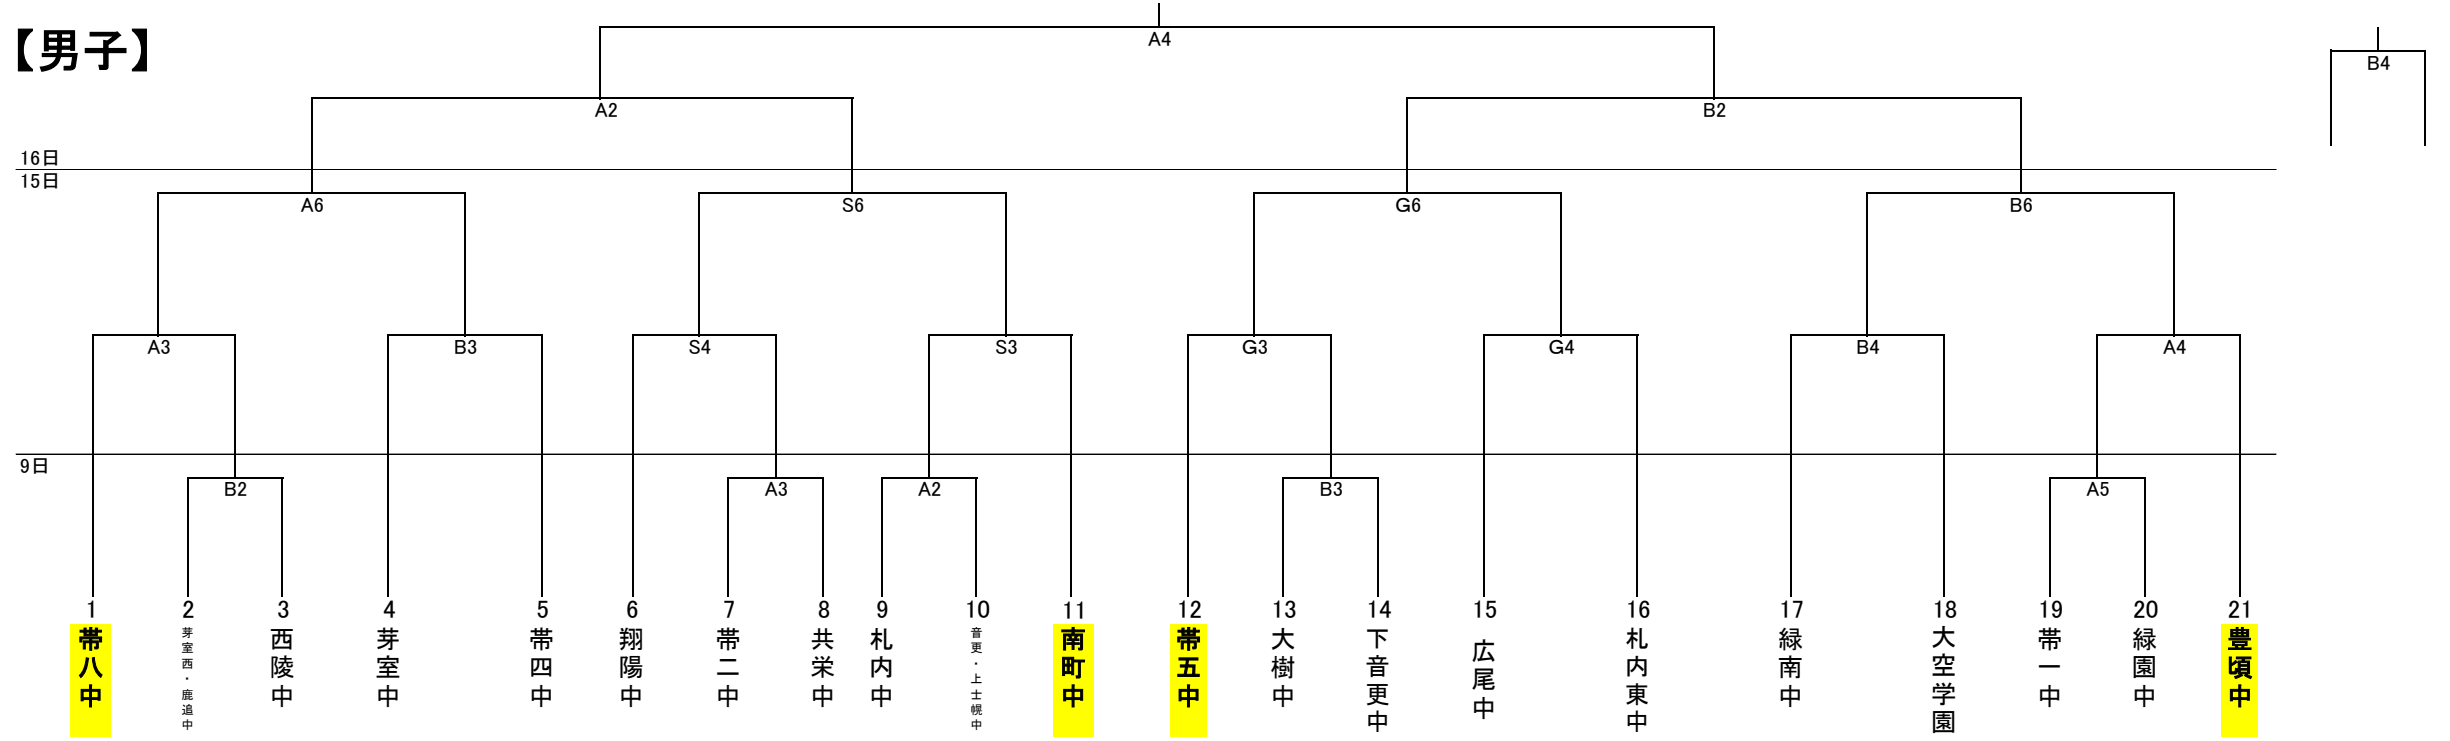 【男子】
A4
B4
A2
B2
16日
15日
A6
S6
G6
B6
A3
B3
S4
S3
G3
G4
B4
A4
9日
B2
A3
A2
B3
A5
1
2
3
4
5
6
7
8
9
10
11
12
13
14
15
16
17
18
19
20
21
帯八中
芽室西・鹿追中
西陵中
芽室中
帯四中
翔陽中
帯二中
共栄中
札内中
音更・上士幌中
南町中
帯五中
大樹中
下音更中
広尾中
札内東中
緑南中
大空学園
帯一中
緑園中
豊頃中